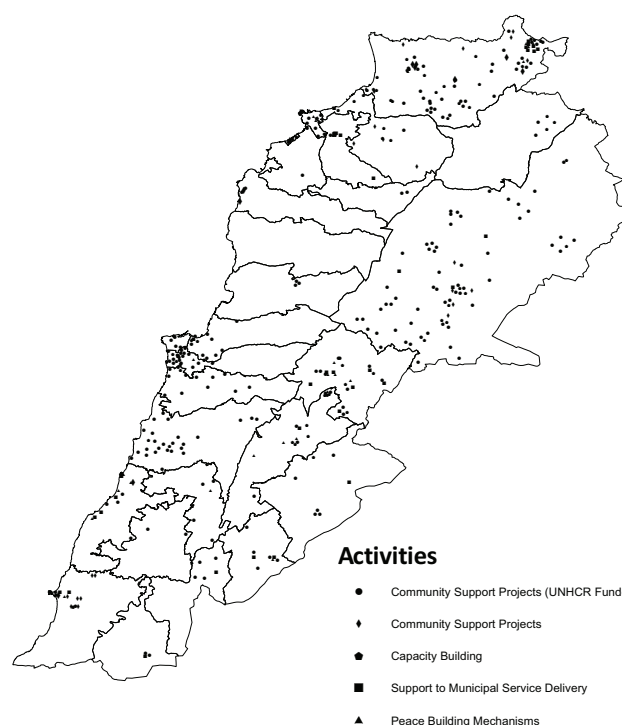 Activities
Community Support Projects (UNHCR Fund
Community Support Projects
Capacity Building
Support to Municipal Service Delivery
Peace Building Mechanisms